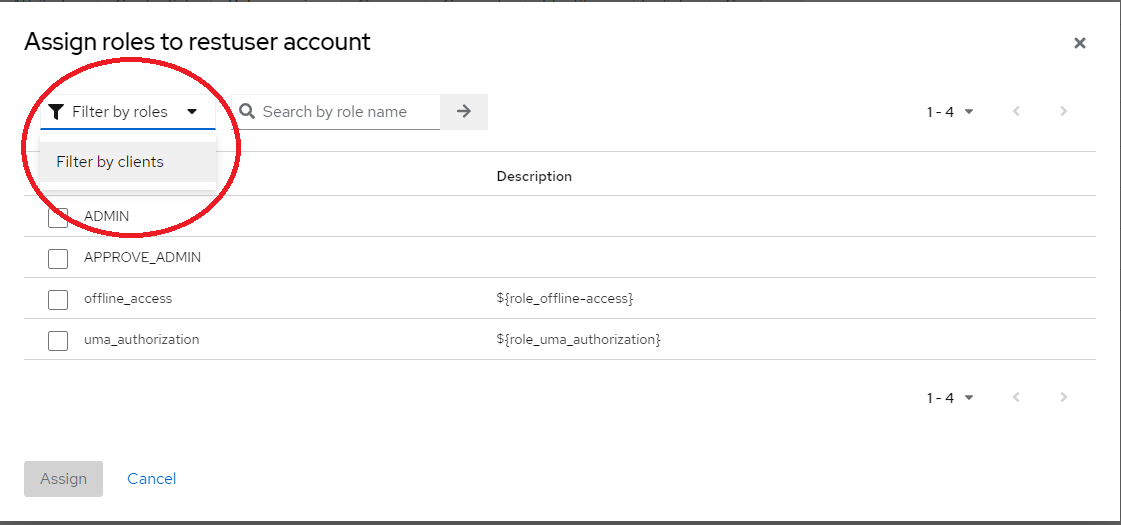 Assign roles to restuser account
Filter by roles
Search by role name
1 - 4
Filter by clients
Description
ADMIN
APPROVE_ADMIN
offline_access ${role_offline-access}
uma_authorization ${role_uma_authorization}
1 - 4
Assign Cancel